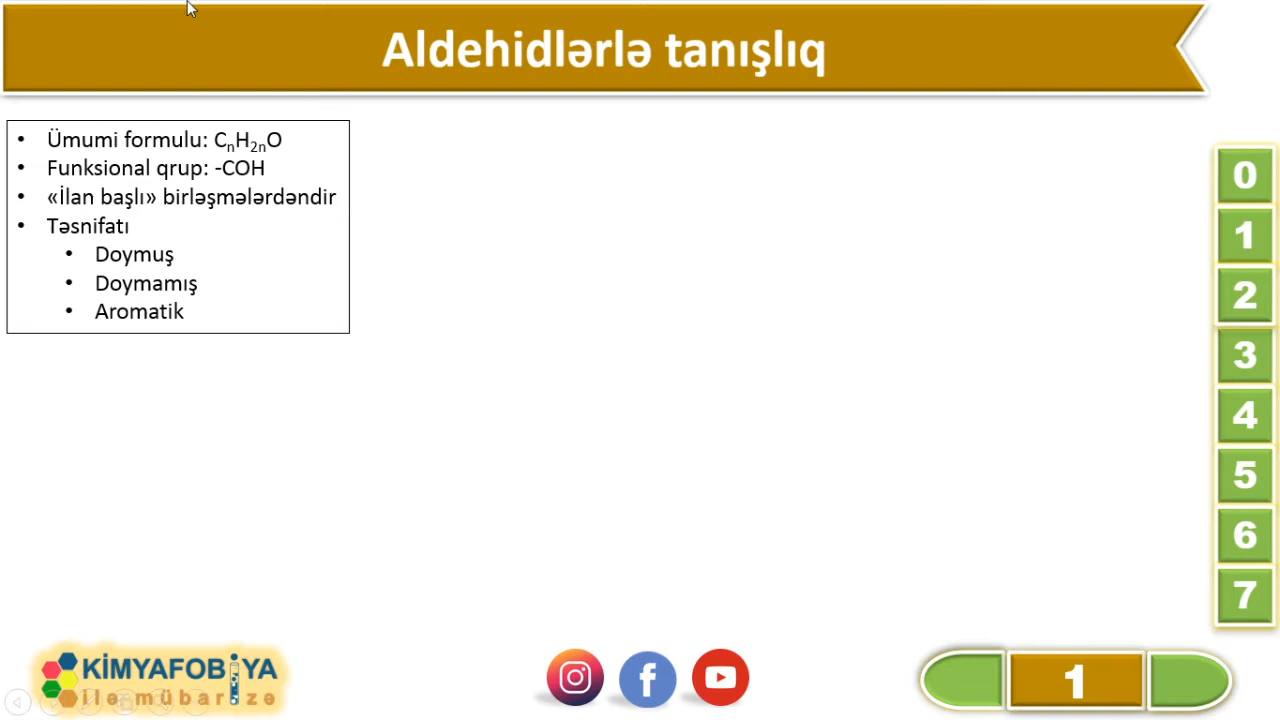 Aldehidlərlə tanışlıq
• Ümumi formulu: CnH2nO
• Funksional qrup: -COH
• «İlan başlı» birləşmələrdəndir
• Təsnifatı
• Doymuş
• Doymamış
• Aromatik
0
1
2
3
4
5
6
7
KİMYAFOBİYA
ilə mübarizə
1